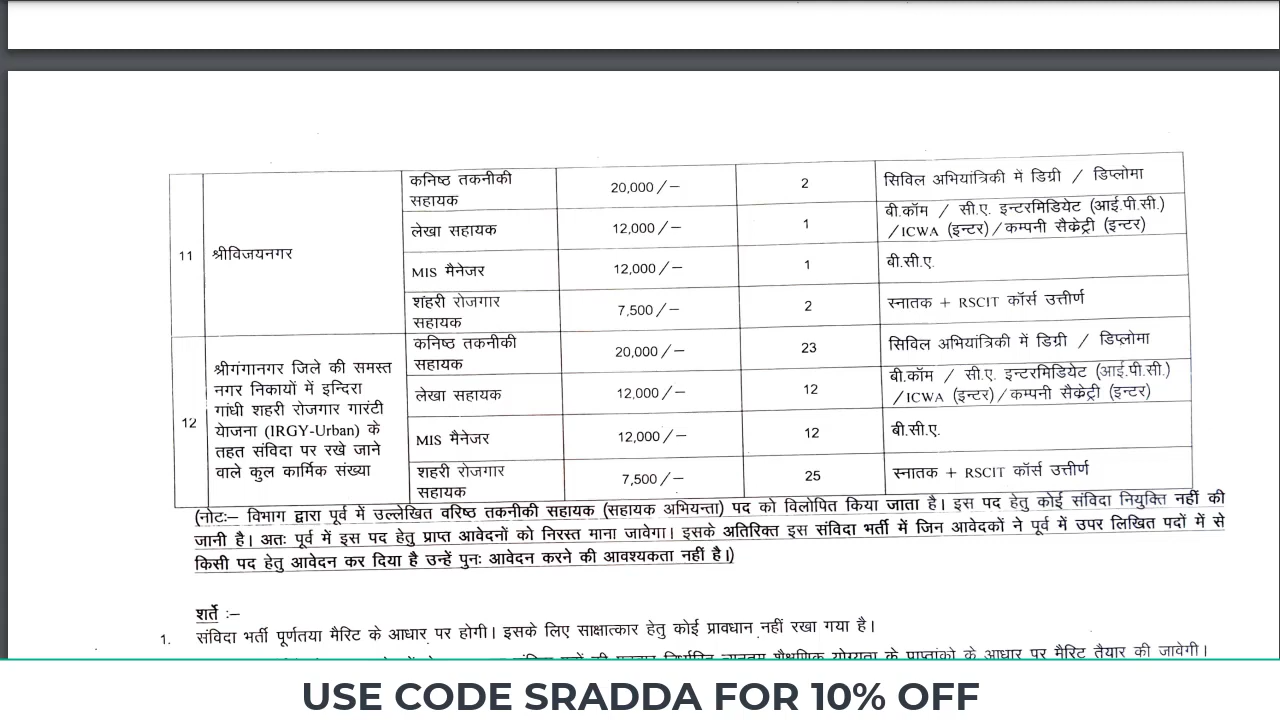 11
श्रीविजयनगर
कनिष्ठ तकनीकी
सहायक
20,000/–
2
सिविल अभियांत्रिकी में डिग्री / डिप्लोमा
लेखा सहायक
12,000/–
1
बी.कॉम / सी.ए. इन्टरमिडियेट (आई.पी.सी.)
/ICWA (इन्टर)/कम्पनी सैकेट्री (इन्टर)
MIS मैनेजर
12,000/–
1
बी.सी.ए.
शहरी रोजगार
सहायक
7,500/–
2
स्नातक + RSCIT कॉर्स उत्तीर्ण
12
श्रीगंगानगर जिले की समस्त
नगर निकायों में इन्दिरा
गांधी शहरी रोजगार गारंटी
योजना (IRGY-Urban) के
तहत संविदा पर रखे जाने
वाले कुल कार्मिक संख्या
कनिष्ठ तकनीकी
सहायक
20,000/–
23
सिविल अभियांत्रिकी में डिग्री / डिप्लोमा
लेखा सहायक
12,000/–
12
बी.कॉम / सी.ए. इन्टरमिडियेट (आई.पी.सी.)
/ICWA (इन्टर)/कम्पनी सैकेट्री (इन्टर)
MIS मैनेजर
12,000/–
12
बी.सी.ए.
शहरी रोजगार
सहायक
7,500/–
25
स्नातक + RSCIT कॉर्स उत्तीर्ण
(नोटः– विभाग द्वारा पूर्व में उल्लेखित वरिष्ठ तकनीकी सहायक (सहायक अभियन्ता) पद को विलोपित किया जाता है। इस पद हेतु कोई संविदा नियुक्ति नहीं की
जानी है। अतः पूर्व में इस पद हेतु प्राप्त आवेदनों को निरस्त माना जावेगा। इसके अतिरिक्त इस संविदा भर्ती में जिन आवेदकों ने पूर्व में उपर लिखित पदों में से
किसी पद हेतु आवेदन कर दिया है उन्हें पुनः आवेदन करने की आवश्यकता नहीं है।)
शर्ते :–
1. संविदा भर्ती पूर्णतया मैरिट के आधार पर होगी। इसके लिए साक्षात्कार हेतु कोई प्रावधान नहीं रखा गया है।
शैक्षणिक योग्यता के प्राप्तांको के आधार पर मैरिट तैयार की जावेगी।
USE CODE SRADDA FOR 10% OFF